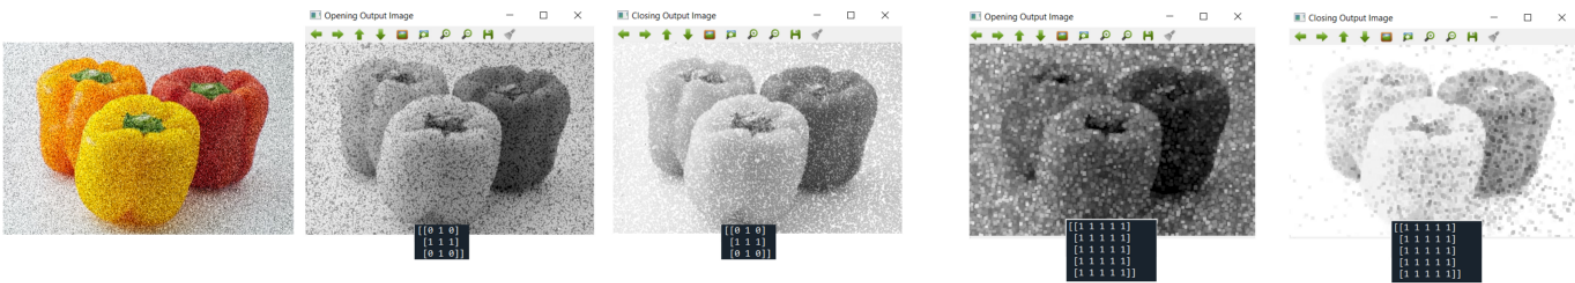 Opening Output Image
Closing Output Image
Opening Output Image
Closing Output Image
[[0 1 0]
[1 1 1]
[0 1 0]]
[[0 1 0]
[1 1 1]
[0 1 0]]
[[1 1 1 1 1]
[1 1 1 1 1]
[1 1 1 1 1]
[1 1 1 1 1]
[1 1 1 1 1]]
[[1 1 1 1 1]
[1 1 1 1 1]
[1 1 1 1 1]
[1 1 1 1 1]
[1 1 1 1 1]]